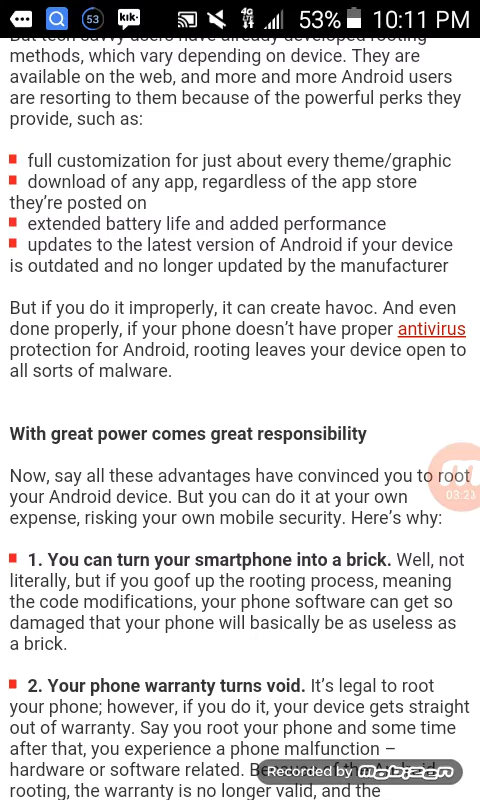 kik· 4G 53 53% 10:11 PM
But tech savvy users have already developed rooting
methods, which vary depending on device. They are
available on the web, and more and more Android users
are resorting to them because of the powerful perks they
provide, such as:
full customization for just about every theme/graphic
download of any app, regardless of the app store
they're posted on
extended battery life and added performance
updates to the latest version of Android if your device
is outdated and no longer updated by the manufacturer
But if you do it improperly, it can create havoc. And even
done properly, if your phone doesn't have proper antivirus
protection for Android, rooting leaves your device open to
all sorts of malware.
With great power comes great responsibility
Now, say all these advantages have convinced you to root
your Android device. But you can do it at your own
03:23
expense, risking your own mobile security. Here's why:
1. You can turn your smartphone into a brick. Well, not
literally, but if you goof up the rooting process, meaning
the code modifications, your phone software can get so
damaged that your phone will basically be as useless as
a brick.
2. Your phone warranty turns void. It's legal to root
your phone; however, if you do it, your device gets straight
out of warranty. Say you root your phone and some time
after that, you experience a phone malfunction –
hardware or software related.
Recorded by mobizen
rooting, the warranty is no longer valid, and the